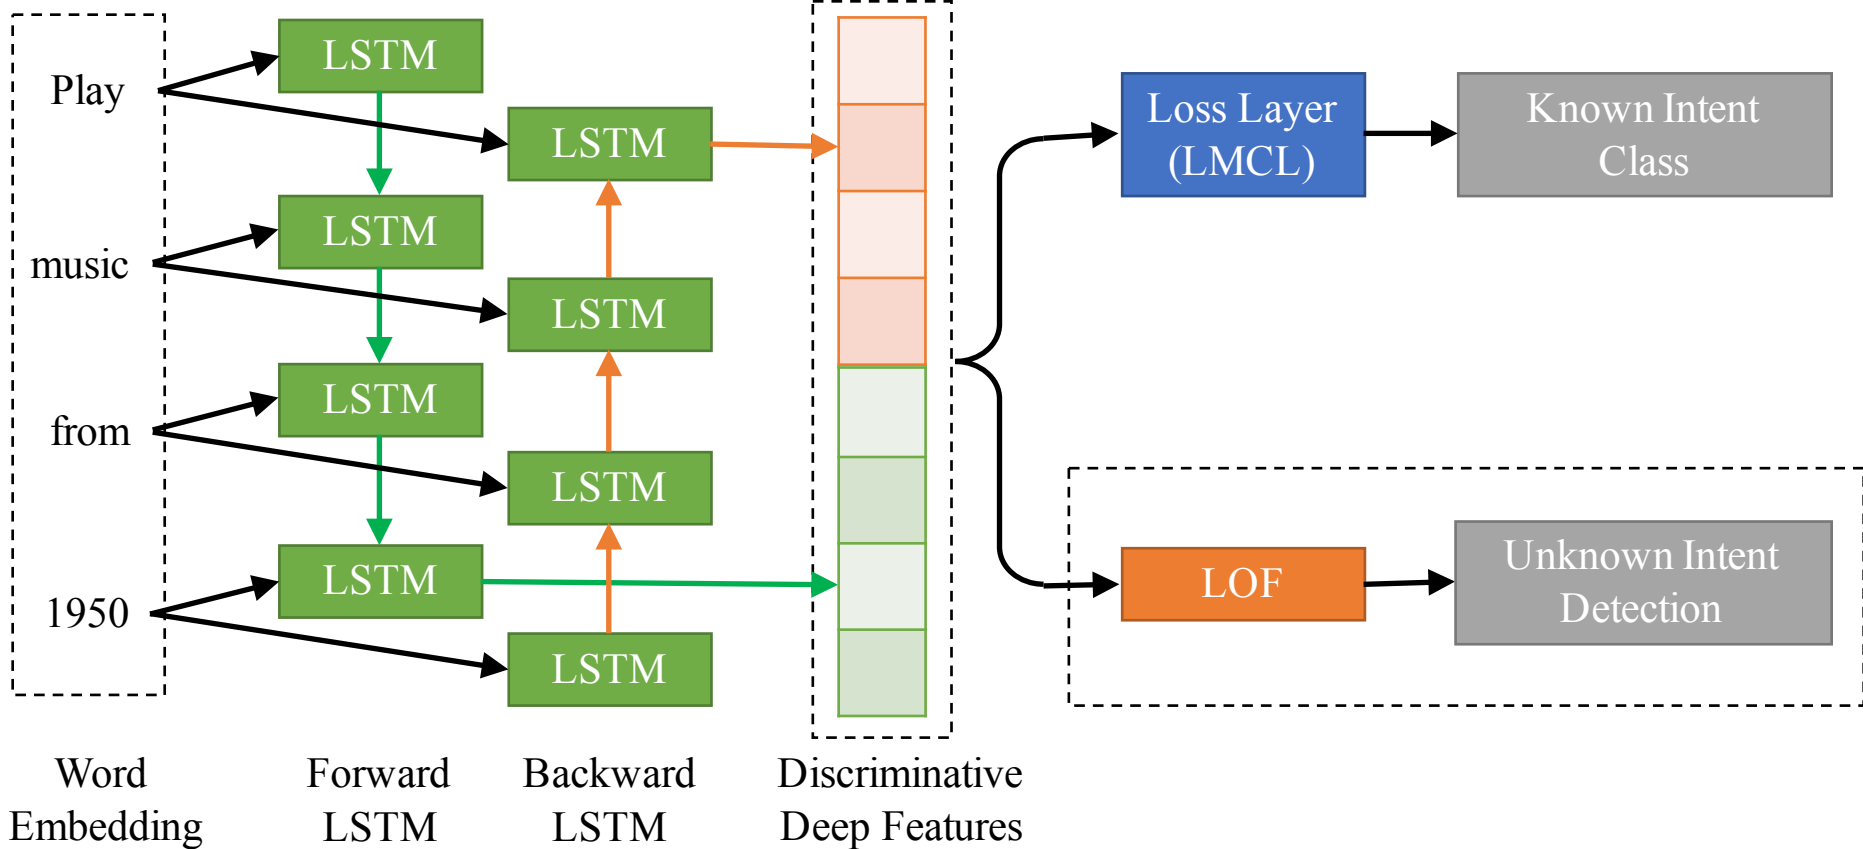 Play
music
from
1950
LSTM
LSTM
LSTM
LSTM
LSTM
LSTM
LSTM
LSTM
Loss Layer
(LMCL)
Known Intent
Class
LOF
Unknown Intent
Detection
Word
Embedding
Forward
LSTM
Backward
LSTM
Discriminative
Deep Features